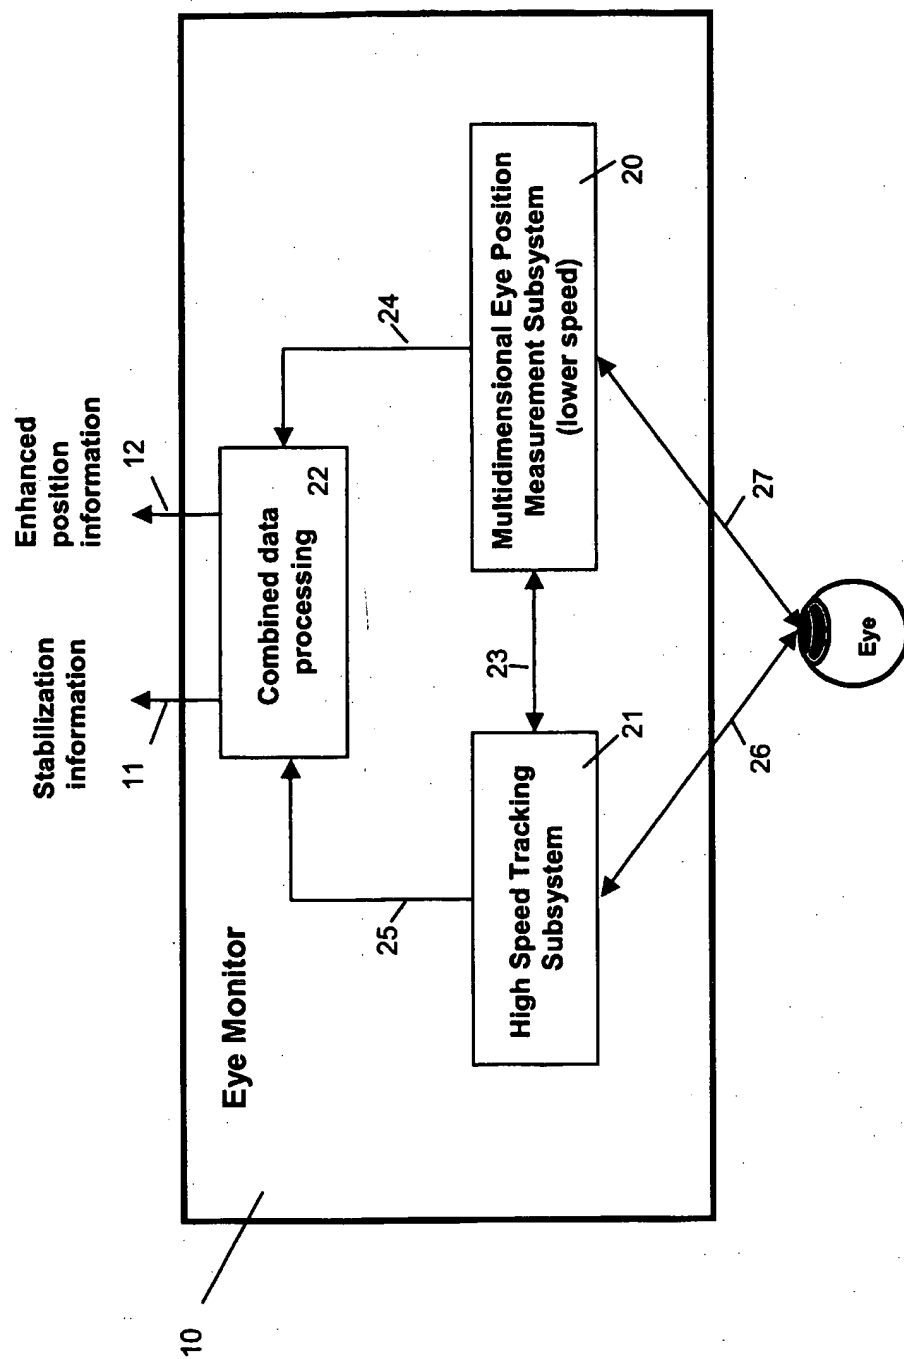 Stabilization
information
Enhanced
position
information
11
12
10
Eye Monitor
Combined data
processing
22
25
24
High Speed Tracking
Subsystem
21
23
Multidimensional Eye Position
Measurement Subsystem
(lower speed)
20
26
27
Eye